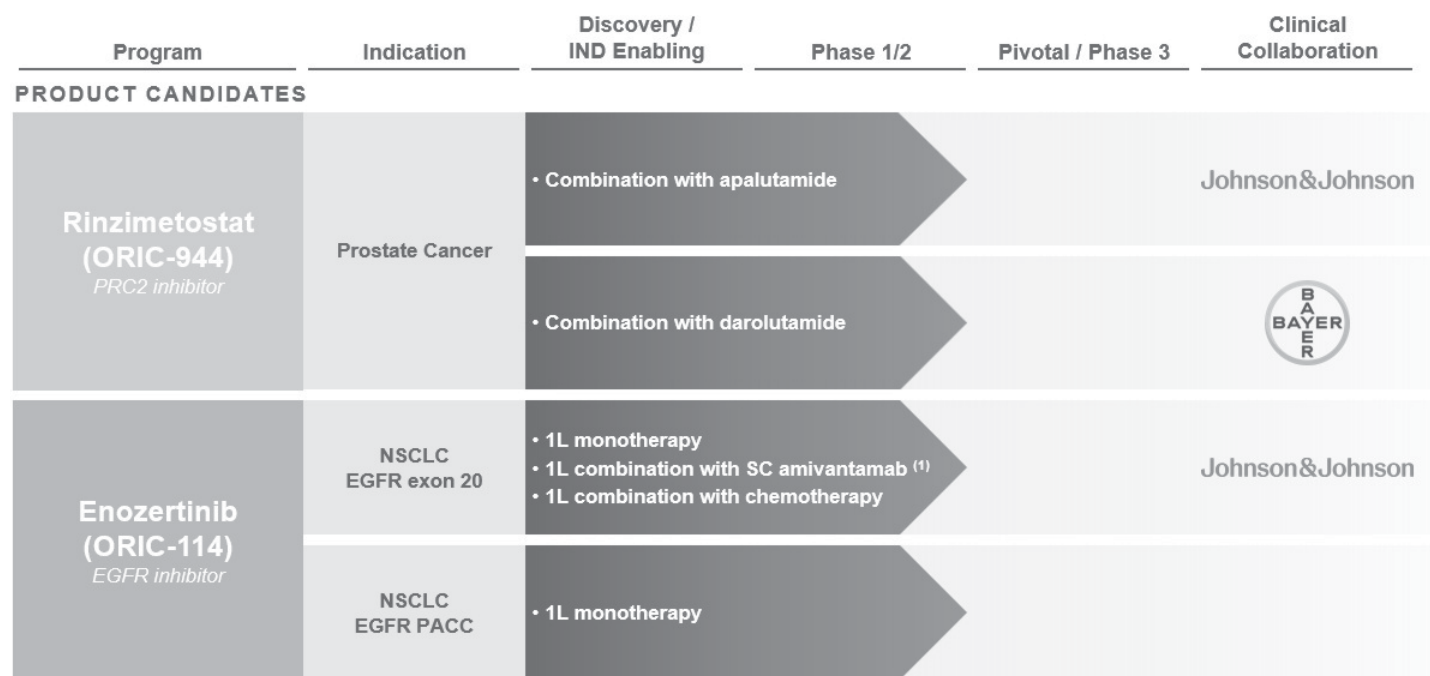 Program
Indication
Discovery /
IND Enabling
Phase 1/2
Pivotal / Phase 3
Clinical
Collaboration
PRODUCT CANDIDATES
Rinzimetostat
(ORIC-944)
PRC2 inhibitor
Prostate Cancer
• Combination with apalutamide
Johnson&Johnson
• Combination with darolutamide
BAYER
BAYER
Enozertinib
(ORIC-114)
EGFR inhibitor
NSCLC
EGFR exon 20
• 1L monotherapy
• 1L combination with SC amivantamab (1)
• 1L combination with chemotherapy
Johnson&Johnson
NSCLC
EGFR PACC
• 1L monotherapy